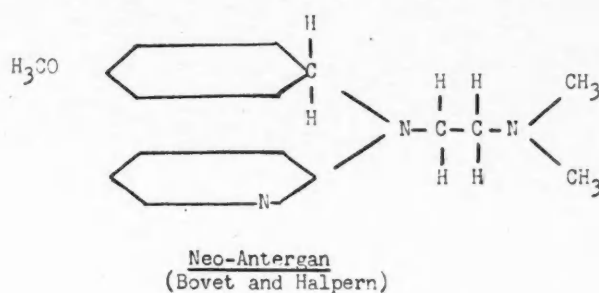 H
H₃CO C H H CH₃
H N — C — C — N
H H CH₃
N
Neo-Antergan
(Bovet and Halpern)